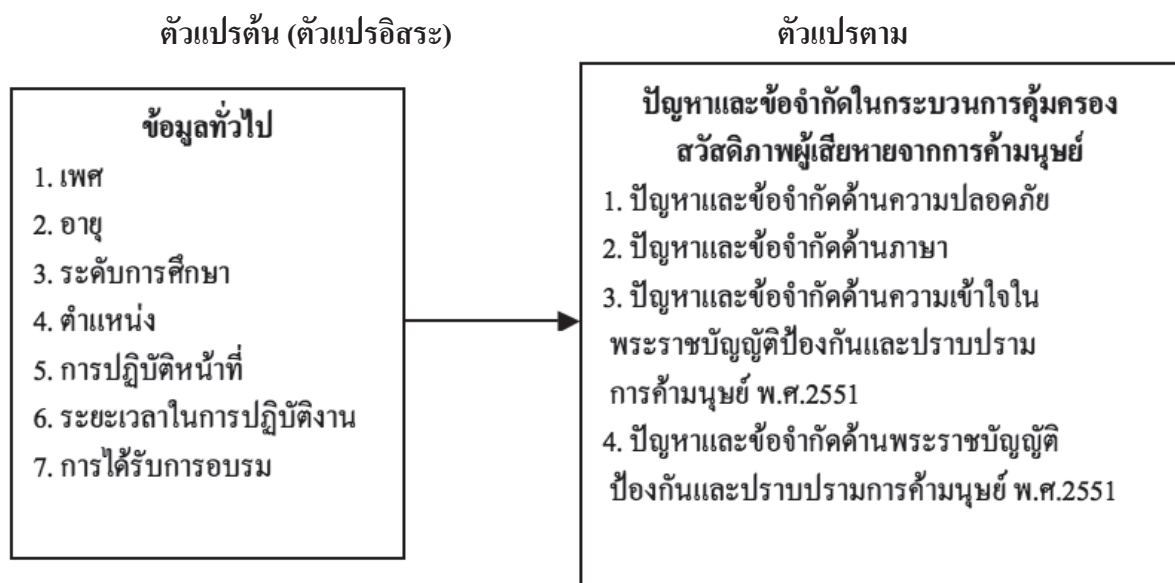 ตัวแปรต้น (ตัวแปรอิสระ)
ข้อมูลทั่วไป
1. เพศ
2. อายุ
3. ระดับการศึกษา
4. ตำแหน่ง
5. การปฏิบัติหน้าที่
6. ระยะเวลาในการปฏิบัติงาน
7. การได้รับการอบรม
ตัวแปรตาม
ปัญหาและข้อจำกัดในกระบวนการคุ้มครอง
สวัสดิภาพผู้เสียหายจากการค้ามนุษย์
1. ปัญหาและข้อจำกัดด้านความปลอดภัย
2. ปัญหาและข้อจำกัดด้านภาษา
3. ปัญหาและข้อจำกัดด้านความเข้าใจใน
พระราชบัญญัติป้องกันและปราบปราม
การค้ามนุษย์ พ.ศ.2551
4. ปัญหาและข้อจำกัดด้านพระราชบัญญัติ
ป้องกันและปราบปรามการค้ามนุษย์ พ.ศ.2551